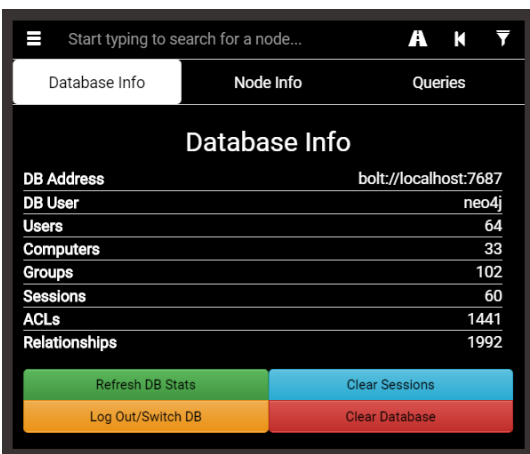 Start typing to search for a node...
Database Info Node Info Queries
Database Info
DB Address bolt://localhost:7687
DB User neo4j
Users 64
Computers 33
Groups 102
Sessions 60
ACLs 1441
Relationships 1992
Refresh DB Stats Clear Sessions
Log Out/Switch DB Clear Database